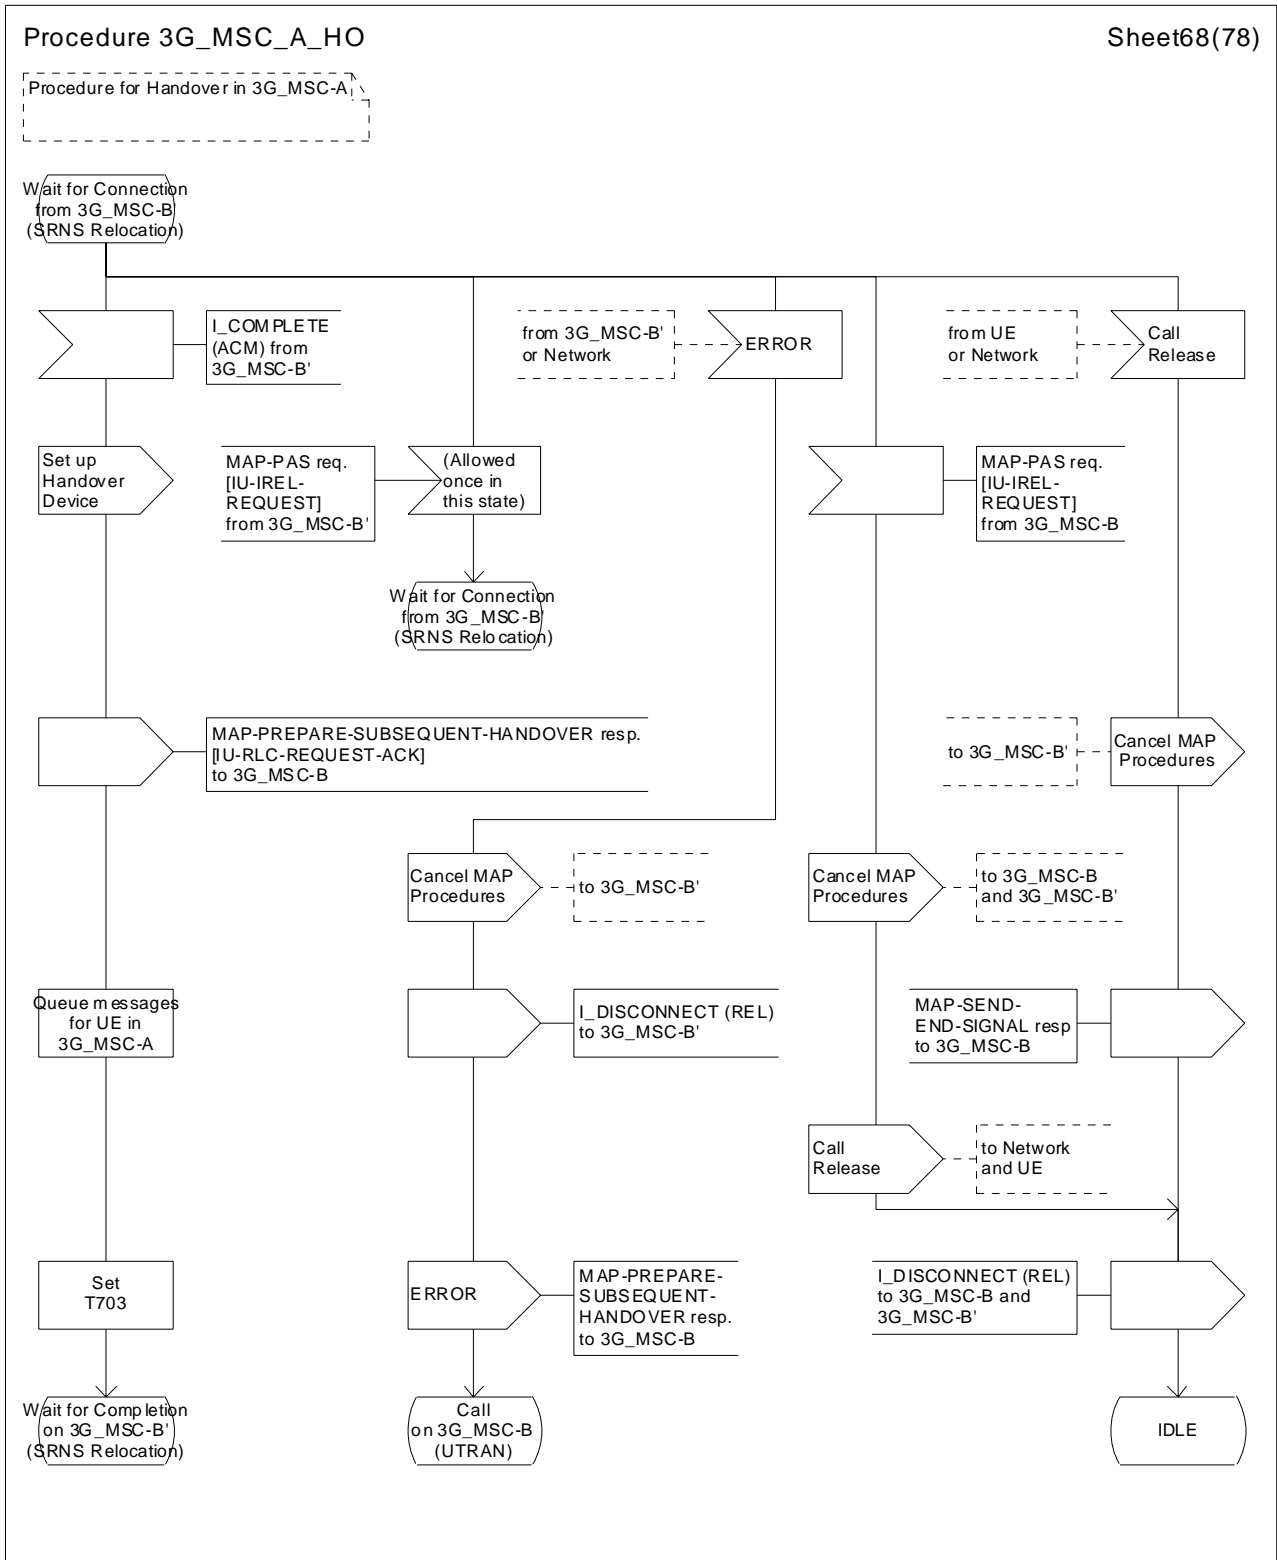 Procedure 3G_MSC_A_HO
Sheet68(78)
Procedure for Handover in 3G_MSC-A
Wait for Connection
from 3G_MSC-B'
(SRNS Relocation)
I_COMPLETE
(ACM) from
3G_MSC-B'
from 3G_MSC-B'
or Network
ERROR
from UE
or Network
Call
Release
Set up
Handover
Device
MAP-PAS req.
[IU-IREL-
REQUEST]
from 3G_MSC-B'
(Allowed
once in
this state)
MAP-PAS req.
[IU-IREL-
REQUEST]
from 3G_MSC-B
Wait for Connection
from 3G_MSC-B'
(SRNS Relocation)
MAP-PREPARE-SUBSEQUENT-HANDOVER resp.
[IU-RLC-REQUEST-ACK]
to 3G_MSC-B
to 3G_MSC-B'
Cancel MAP
Procedures
Cancel MAP
Procedures
to 3G_MSC-B'
Cancel MAP
Procedures
to 3G_MSC-B
and 3G_MSC-B'
Queue messages
for UE in
3G_MSC-A
I_DISCONNECT (REL)
to 3G_MSC-B'
MAP-SEND-
END-SIGNAL resp
to 3G_MSC-B
Call
Release
to Network
and UE
Set
T703
ERROR
MAP-PREPARE-
SUBSEQUENT-
HANDOVER resp.
to 3G_MSC-B
I_DISCONNECT (REL)
to 3G_MSC-B and
3G_MSC-B'
Wait for Completion
on 3G_MSC-B'
(SRNS Relocation)
Call
on 3G_MSC-B
(UTRAN)
IDLE